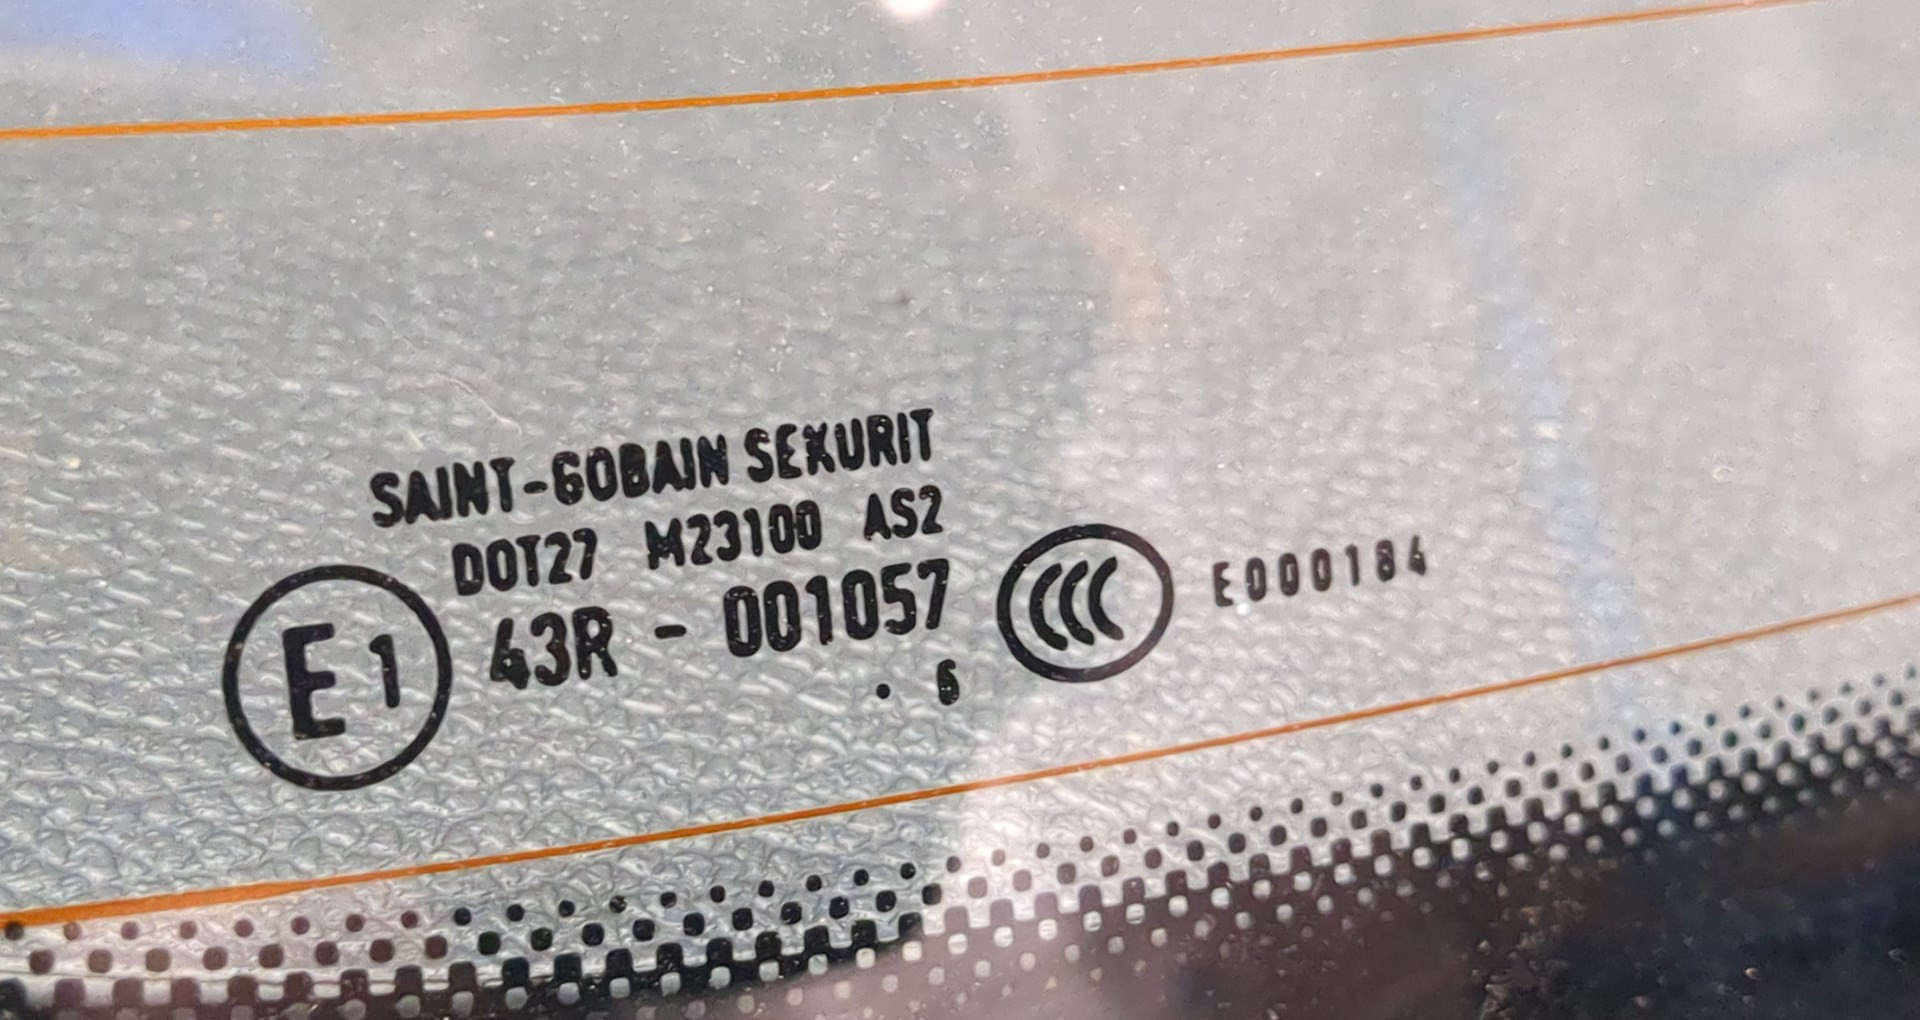 SAINT-GOBAIN SEKURIT
DOT27 M23100 AS2
E1 43R - 001057
CCC E000184
. 6